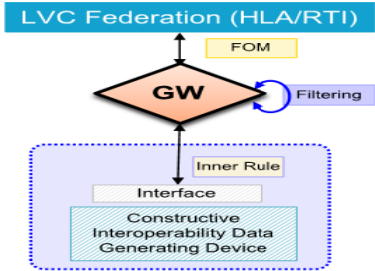 LVC Federation (HLA/RTI)
FOM
GW
Filtering
Inner Rule
Interface
Constructive
Interoperability Data
Generating Device